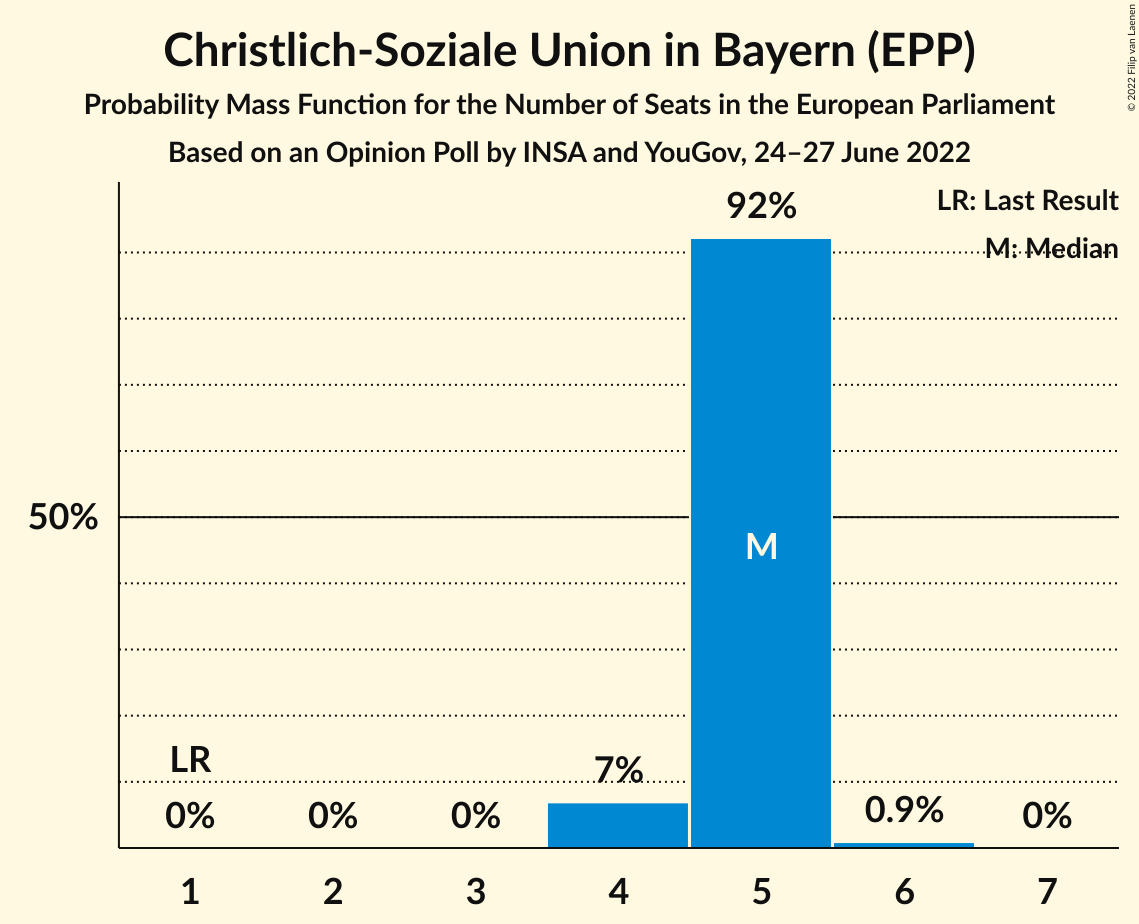 Christlich-Soziale Union in Bayern (EPP)
Probability Mass Function for the Number of Seats in the European Parliament
Based on an Opinion Poll by INSA and YouGov, 24–27 June 2022
© 2022 Filip van Laenen
LR: Last Result
M: Median
92%
50%
M
LR
0%
0%
0%
7%
0.9%
0%
1
2
3
4
5
6
7